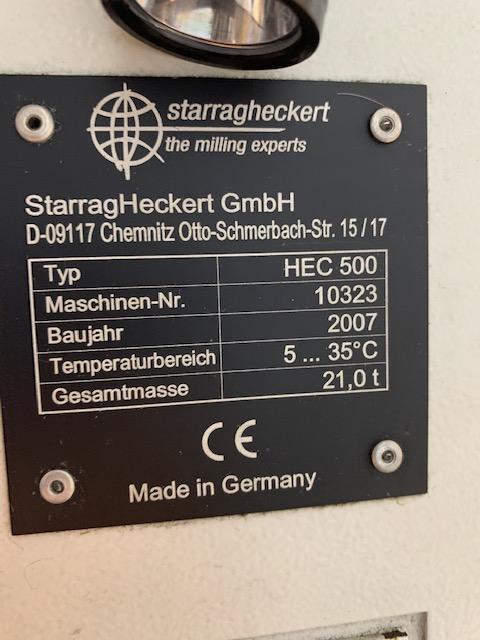 starragheckert
the milling experts
StarragHeckert GmbH
D-09117 Chemnitz Otto-Schmerbach-Str. 15 / 17
Typ HEC 500
Maschinen-Nr. 10323
Baujahr 2007
Temperaturbereich 5 ... 35°C
Gesamtmasse 21,0 t
CE
Made in Germany